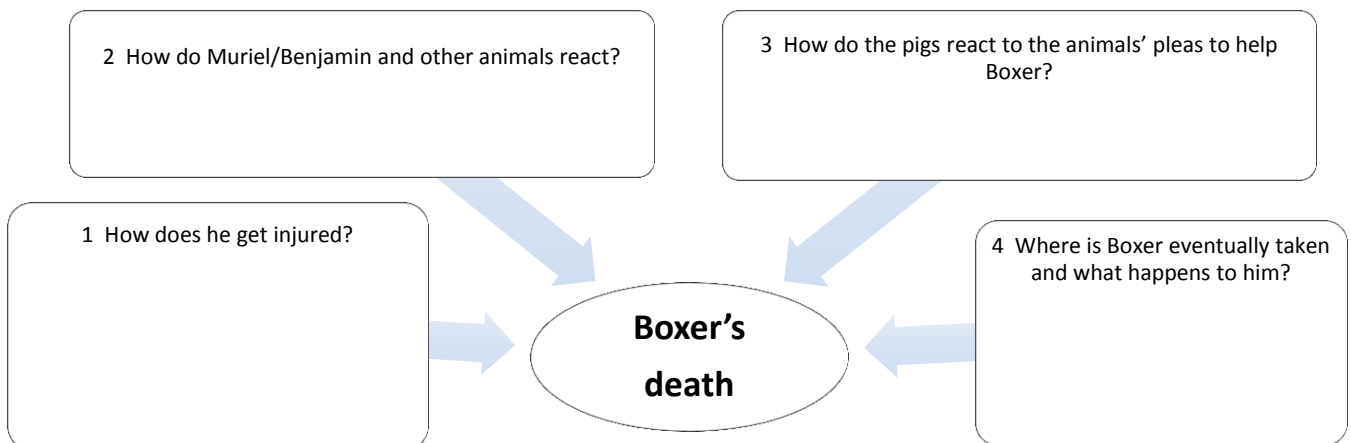 2  How do Muriel/Benjamin and other animals react?
3  How do the pigs react to the animals’ pleas to help
Boxer?
1  How does he get injured?
4  Where is Boxer eventually taken
and what happens to him?
Boxer’s
death